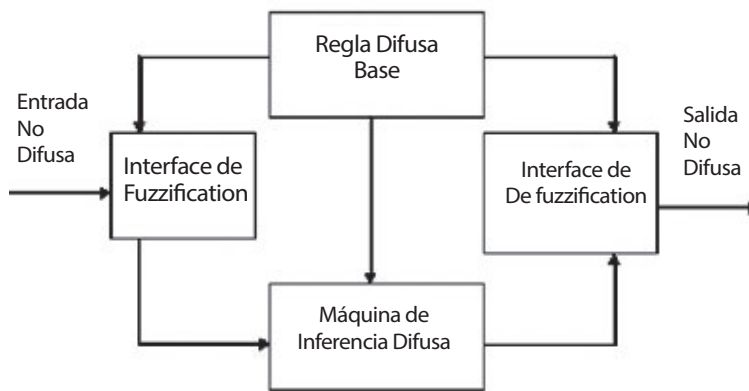 Regla Difusa
Base
Entrada
No
Difusa
Interface de
Fuzzification
Salida
No
Difusa
Interface de
De fuzzification
Máquina de
Inferencia Difusa